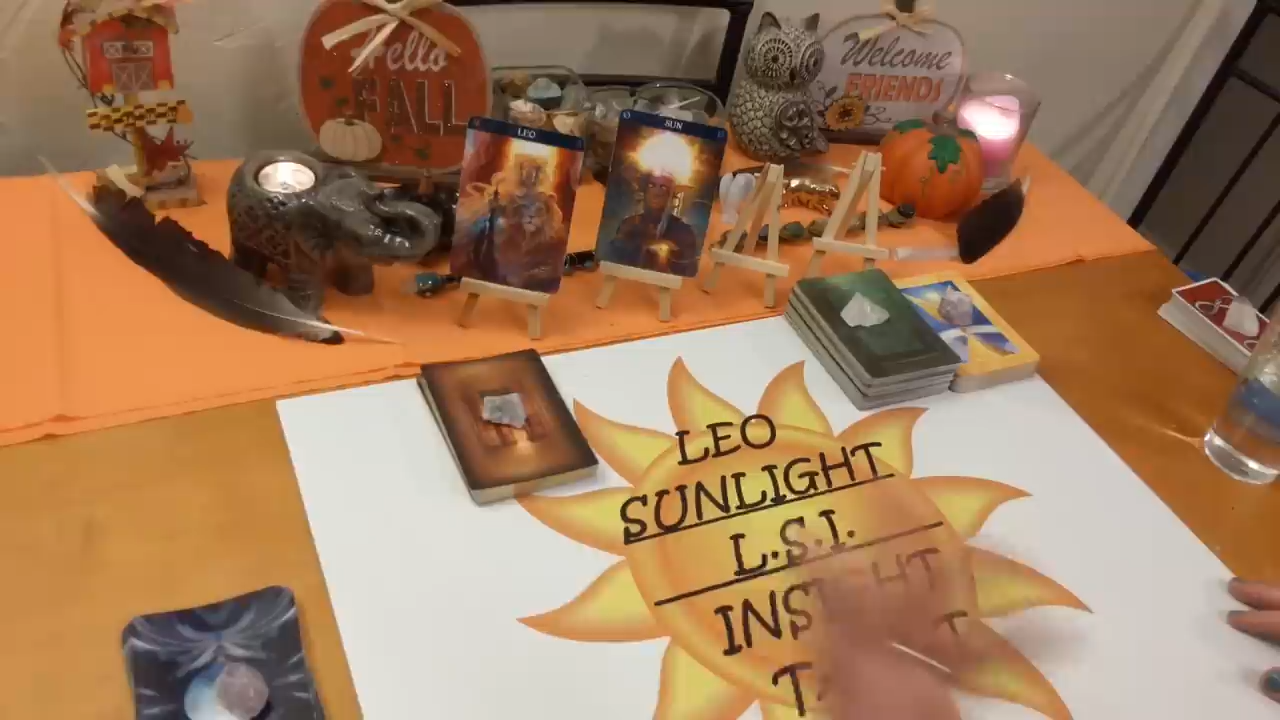 Hello
FALL
Welcome
FRIENDS
LEO
SUN
LEO
SUNLIGHT
L.S.I.